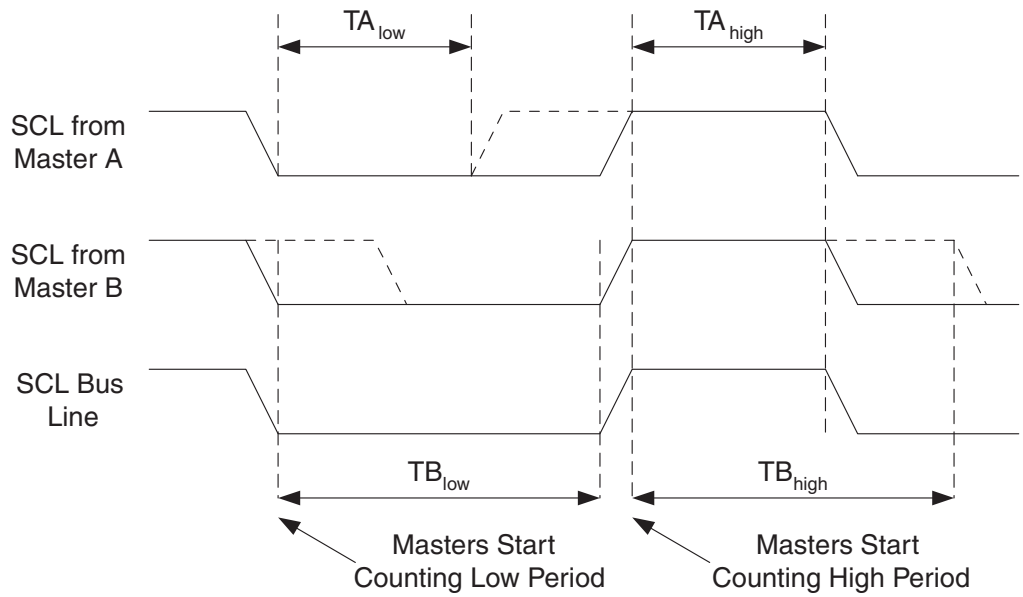 TA low
TA high
SCL from
Master A
SCL from
Master B
SCL Bus
Line
TB low
TB high
Masters Start
Counting Low Period
Masters Start
Counting High Period